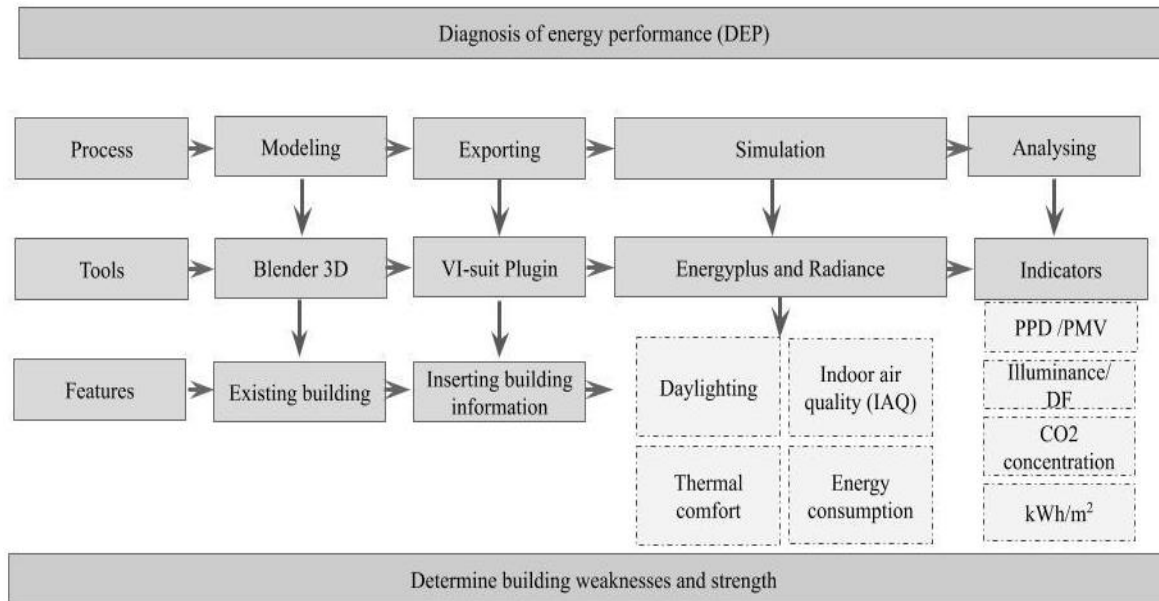 Diagnosis of energy performance (DEP)
Process
Modeling
Exporting
Simulation
Analysing
Tools
Blender 3D
VI-suit Plugin
Energyplus and Radiance
Indicators
Features
Existing building
Inserting building
information
Daylighting
Indoor air
quality (IAQ)
Thermal
comfort
Energy
consumption
PPD /PMV
Illuminance/
DF
CO2
concentration
kWh/m²
Determine building weaknesses and strength